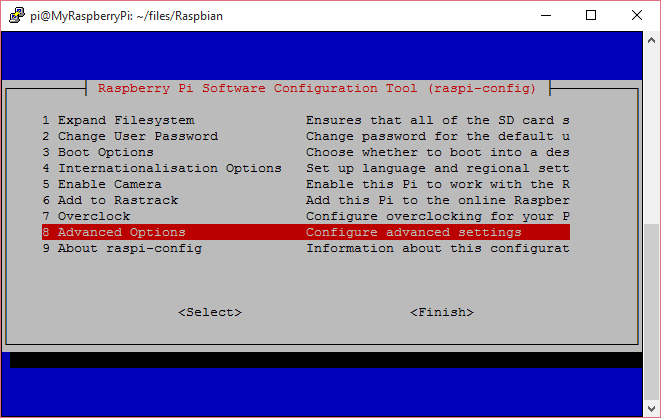 pi@MyRaspberryPi: ~/files/Raspbian
Raspberry Pi Software Configuration Tool (raspi-config)
1 Expand Filesystem Ensures that all of the SD card s
2 Change User Password Change password for the default u
3 Boot Options Choose whether to boot into a des
4 Internationalisation Options Set up language and regional sett
5 Enable Camera Enable this Pi to work with the R
6 Add to Rastrack Add this Pi to the online Raspber
7 Overclock Configure overclocking for your P
8 Advanced Options Configure advanced settings
9 About raspi-config Information about this configurat
<Select> <Finish>